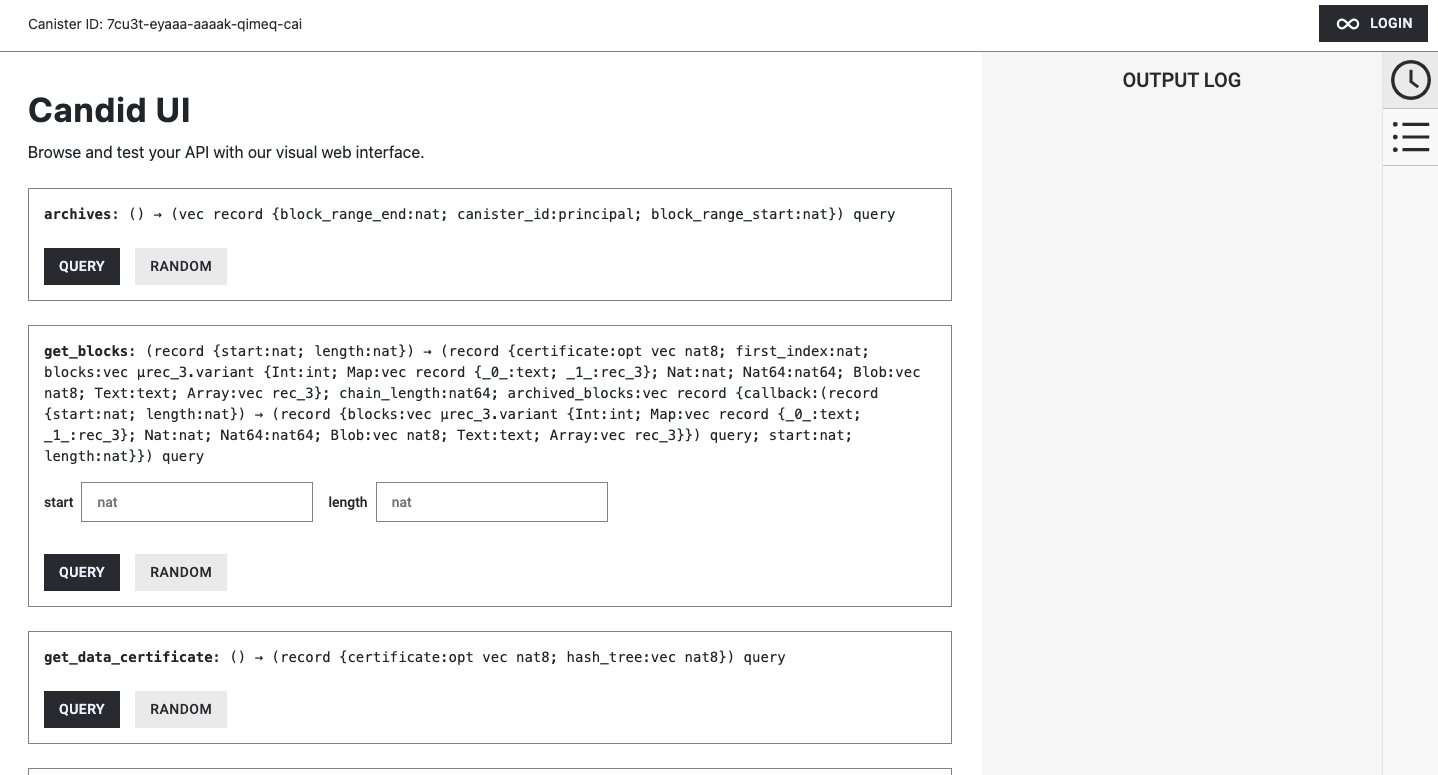 Canister ID: 7cu3t-eyaaa-aaaak-qimeq-cai
LOGIN
OUTPUT LOG
Candid UI
Browse and test your API with our visual web interface.
archives: () → (vec record {block_range_end:nat; canister_id:principal; block_range_start:nat}) query
QUERY RANDOM
get_blocks: (record {start:nat; length:nat}) → (record {certificate:opt vec nat8; first_index:nat;
blocks:vec μrec_3.variant {Int:int; Map:vec record {_0_:text; _1_:rec_3}; Nat:nat; Nat64:nat64; Blob:vec
nat8; Text:text; Array:vec rec_3}; chain_length:nat64; archived_blocks:vec record {callback:(record
{start:nat; length:nat}) → (record {blocks:vec μrec_3.variant {Int:int; Map:vec record {_0_:text;
_1_:rec_3}; Nat:nat; Nat64:nat64; Blob:vec nat8; Text:text; Array:vec rec_3}}) query; start:nat;
length:nat}}) query
start nat length nat
QUERY RANDOM
get_data_certificate: () → (record {certificate:opt vec nat8; hash_tree:vec nat8}) query
QUERY RANDOM